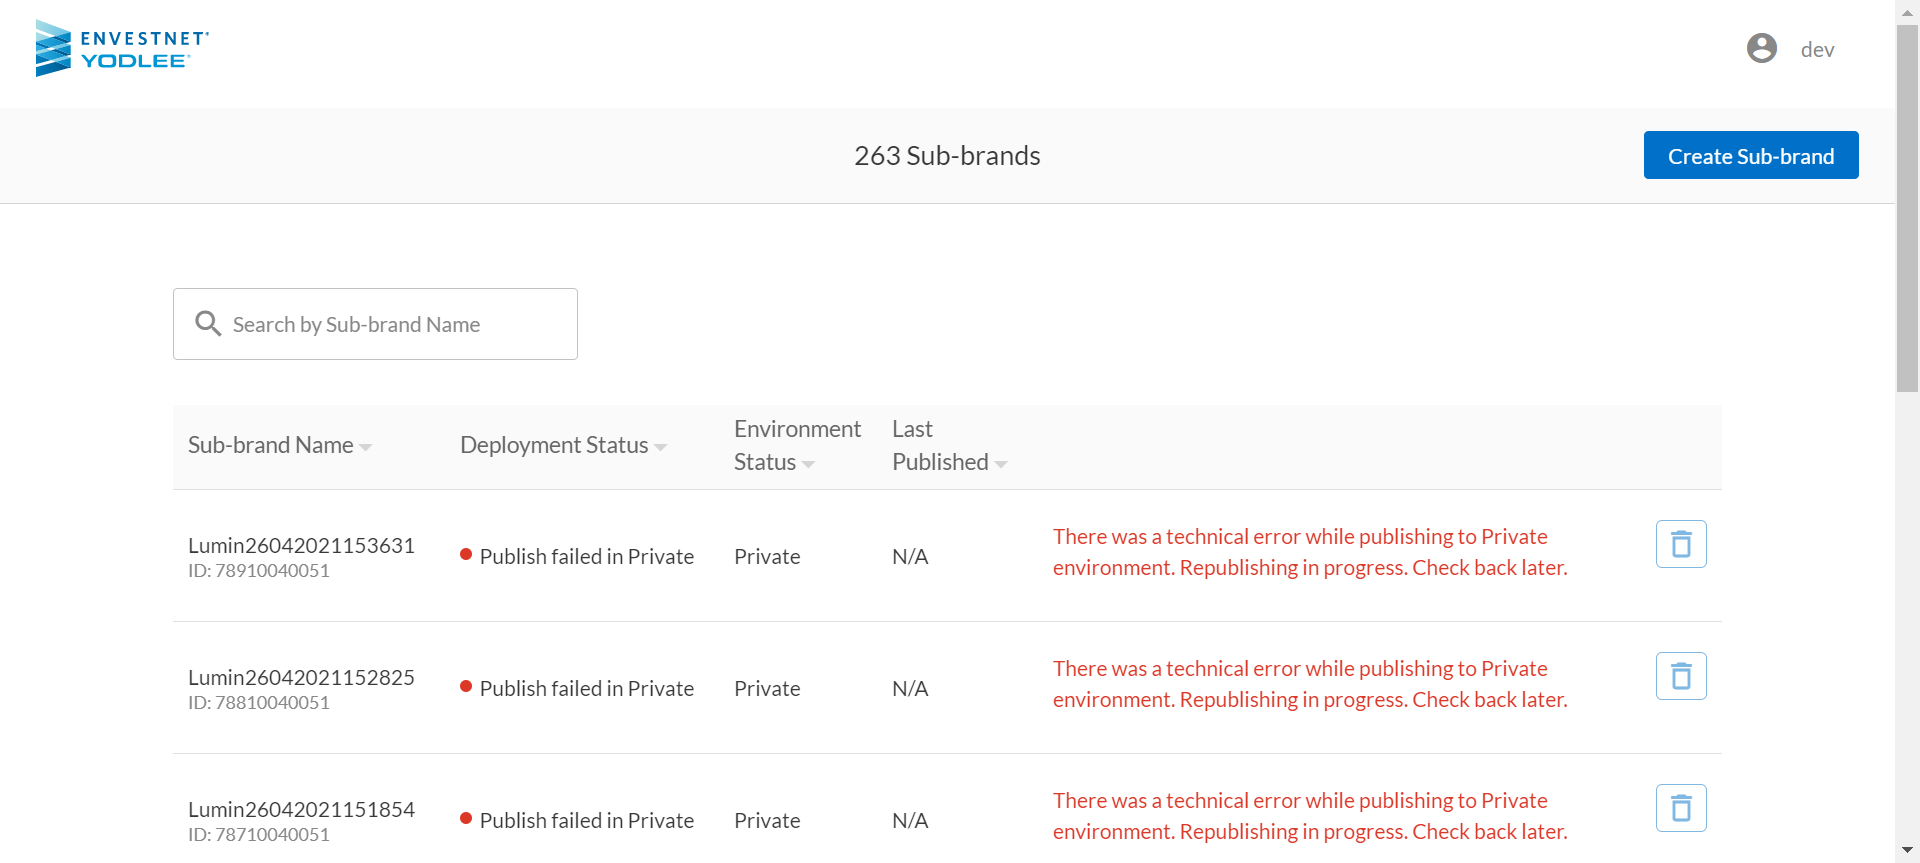 ENVESTNET
YODLEE
dev
263 Sub-brands
Create Sub-brand
Search by Sub-brand Name
Sub-brand Name
Deployment Status
Environment
Status
Last
Published
Lumin26042021153631
ID: 78910040051
Publish failed in Private
Private
N/A
There was a technical error while publishing to Private
environment. Republishing in progress. Check back later.
Lumin26042021152825
ID: 78810040051
Publish failed in Private
Private
N/A
There was a technical error while publishing to Private
environment. Republishing in progress. Check back later.
Lumin26042021151854
ID: 78710040051
Publish failed in Private
Private
N/A
There was a technical error while publishing to Private
environment. Republishing in progress. Check back later.